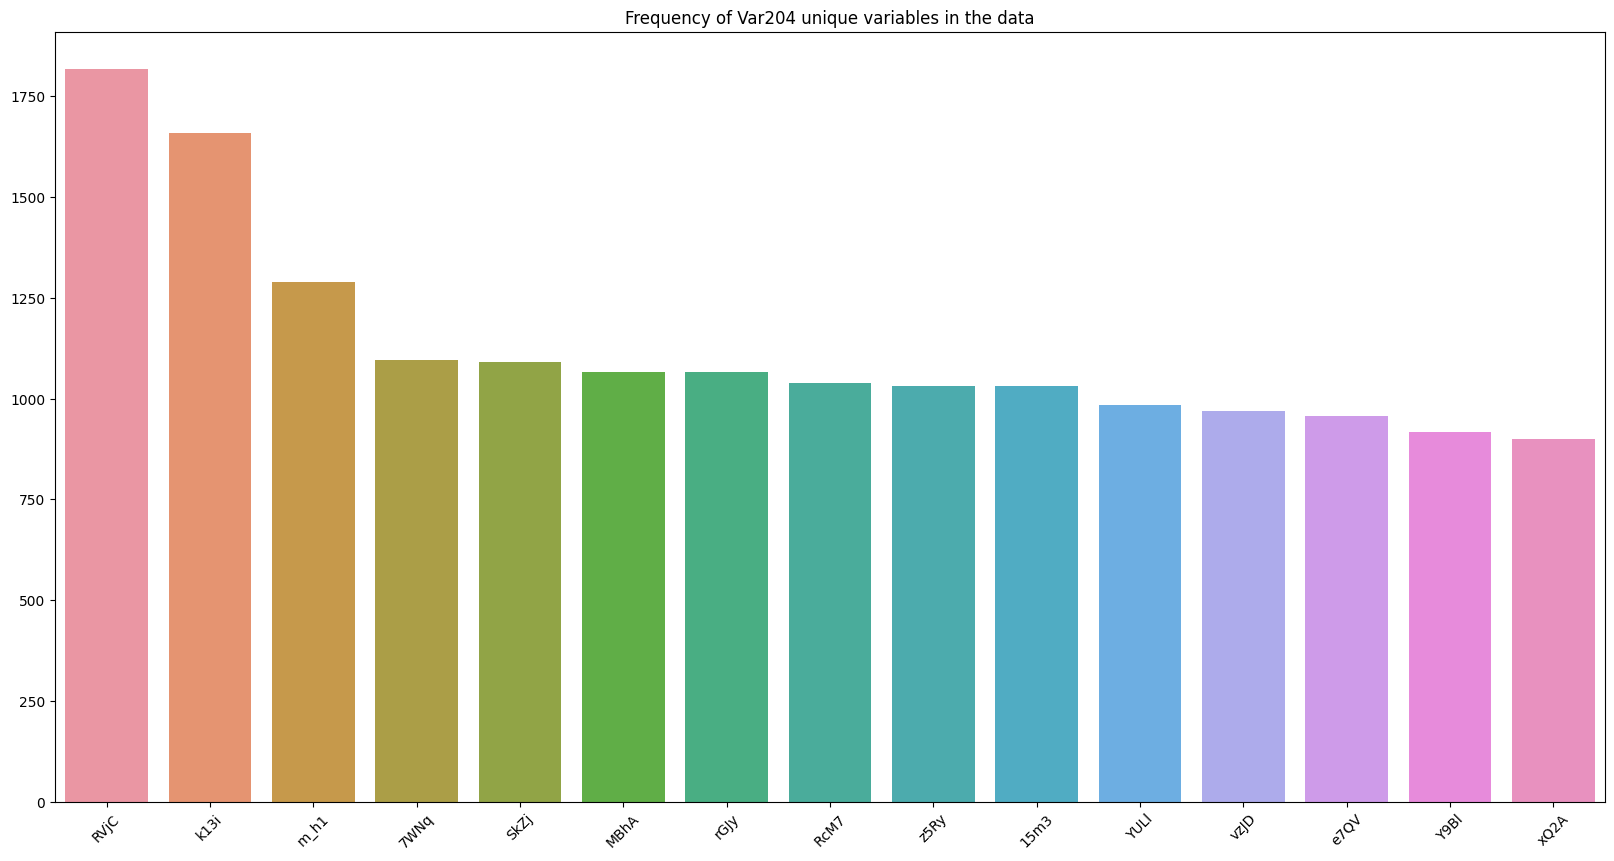 Frequency of Var204 unique variables in the data
1750
1500
1250
1000
750
500
250
0
RVjC
k13i
m_h1
7WNq
SkZj
MBhA
rGJy
RcM7
z5Ry
15m3
YULl
vzJD
e7QV
Y9Bl
xQ2A